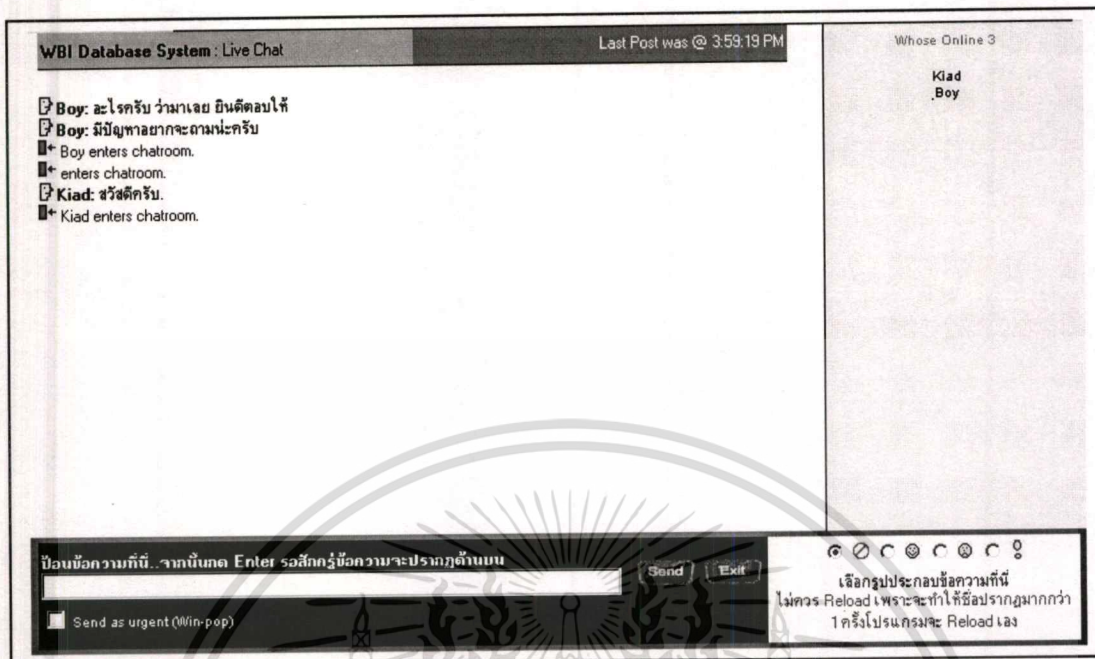 WBI Database System : Live Chat
Last Post was @ 3:59:19 PM
Whose Online 3
Kiad
Boy
Boy: อะไรครับ ว่ามาเลย ยินดีตอบให้
Boy: มีปัญหาอยากจะถามน่ะครับ
Boy enters chatroom.
enters chatroom.
Kiad: สวัสดีครับ.
Kiad enters chatroom.
ป้อนข้อความที่นี่..จากนั้นกด Enter รอสักครู่ข้อความจะปรากฏด้านบน
Send Exit
Send as urgent (Win-pop)
เลือกรูปประกอบข้อความที่นี่
ไม่ควร Reload เพราะจะทำให้ชื่อปรากฏมากกว่า
1 ครั้งโปรแกรมจะ Reload เอง